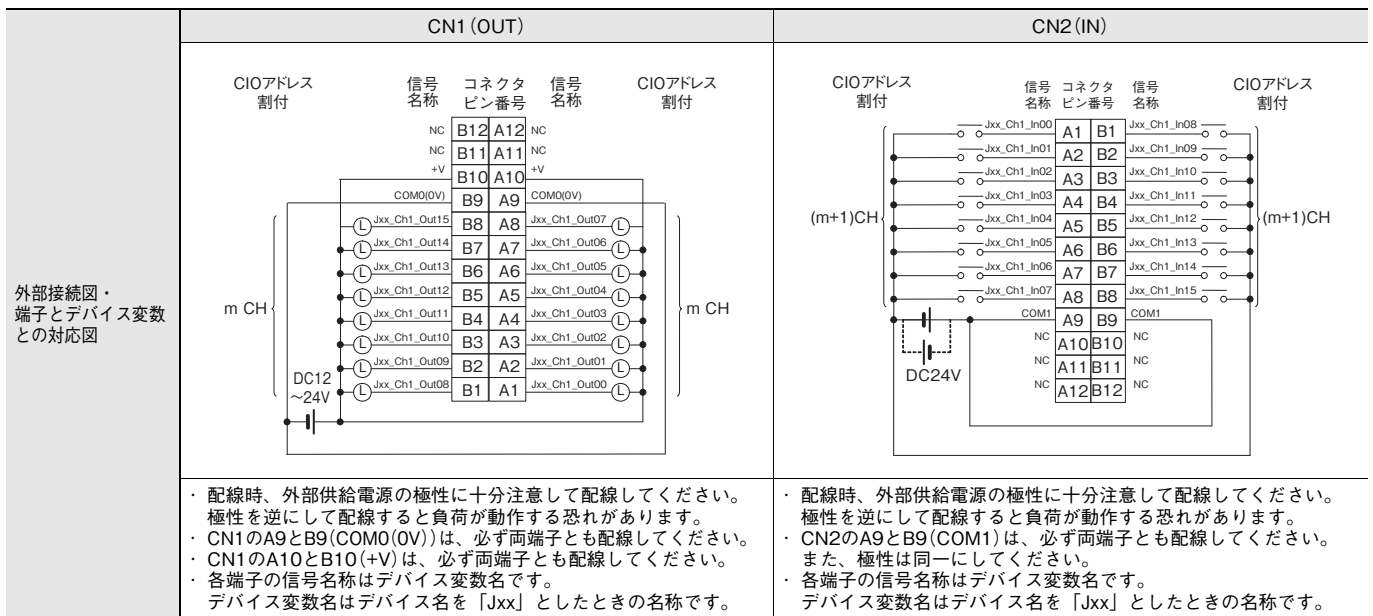 CN1(OUT)
CN2(IN)
外部接続図・
端子とデバイス変数
との対応図
CIOアドレス
割付
信号
名称
コネクタ
ピン番号
信号
名称
CIOアドレス
割付
NC B12 A12 NC
NC B11 A11 NC
+V B10 A10 +V
COM0(0V) B9 A9 COM0(0V)
L Jxx_Ch1_Out15 B8 A8 Jxx_Ch1_Out07 L
L Jxx_Ch1_Out14 B7 A7 Jxx_Ch1_Out06 L
L Jxx_Ch1_Out13 B6 A6 Jxx_Ch1_Out05 L
L Jxx_Ch1_Out12 B5 A5 Jxx_Ch1_Out04 L
L Jxx_Ch1_Out11 B4 A4 Jxx_Ch1_Out03 L
L Jxx_Ch1_Out10 B3 A3 Jxx_Ch1_Out02 L
L Jxx_Ch1_Out09 B2 A2 Jxx_Ch1_Out01 L
L Jxx_Ch1_Out08 B1 A1 Jxx_Ch1_Out00 L
m CH
m CH
DC12
~24V
CIOアドレス
割付
信号
名称
コネクタ
ピン番号
信号
名称
CIOアドレス
割付
Jxx_Ch1_In00 A1 B1 Jxx_Ch1_In08
Jxx_Ch1_In01 A2 B2 Jxx_Ch1_In09
Jxx_Ch1_In02 A3 B3 Jxx_Ch1_In10
Jxx_Ch1_In03 A4 B4 Jxx_Ch1_In11
Jxx_Ch1_In04 A5 B5 Jxx_Ch1_In12
Jxx_Ch1_In05 A6 B6 Jxx_Ch1_In13
Jxx_Ch1_In06 A7 B7 Jxx_Ch1_In14
Jxx_Ch1_In07 A8 B8 Jxx_Ch1_In15
COM1 A9 B9 COM1
NC A10 B10 NC
NC A11 B11 NC
NC A12 B12 NC
(m+1)CH
(m+1)CH
DC24V
・ 配線時、外部供給電源の極性に十分注意して配線してください。
極性を逆にして配線すると負荷が動作する恐れがあります。
・ CN1のA9とB9(COM0(0V))は、必ず両端子とも配線してください。
・ CN1のA10とB10(+V)は、必ず両端子とも配線してください。
・ 各端子の信号名称はデバイス変数名です。
デバイス変数名はデバイス名を「Jxx」としたときの名称です。
・ 配線時、外部供給電源の極性に十分注意して配線してください。
極性を逆にして配線すると負荷が動作する恐れがあります。
・ CN2のA9とB9(COM1)は、必ず両端子とも配線してください。
また、極性は同一にしてください。
・ 各端子の信号名称はデバイス変数名です。
デバイス変数名はデバイス名を「Jxx」としたときの名称です。